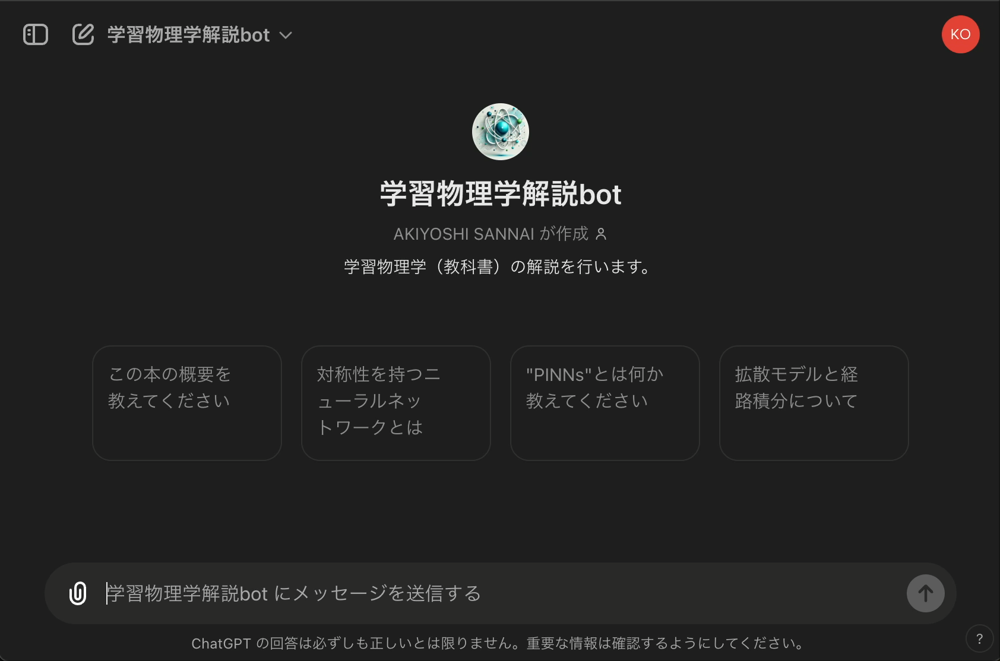 学習物理学解説bot
KO
学習物理学解説bot
AKIYOSHI SANNAI が作成
学習物理学（教科書）の解説を行います。
この本の概要を
教えてください
対称性を持つニ
ューラルネッ
トワークとは
"PINNs"とは何か
教えてください
拡散モデルと経
路積分について
学習物理学解説bot にメッセージを送信する
ChatGPT の回答は必ずしも正しいとは限りません。重要な情報は確認するようにしてください。
?